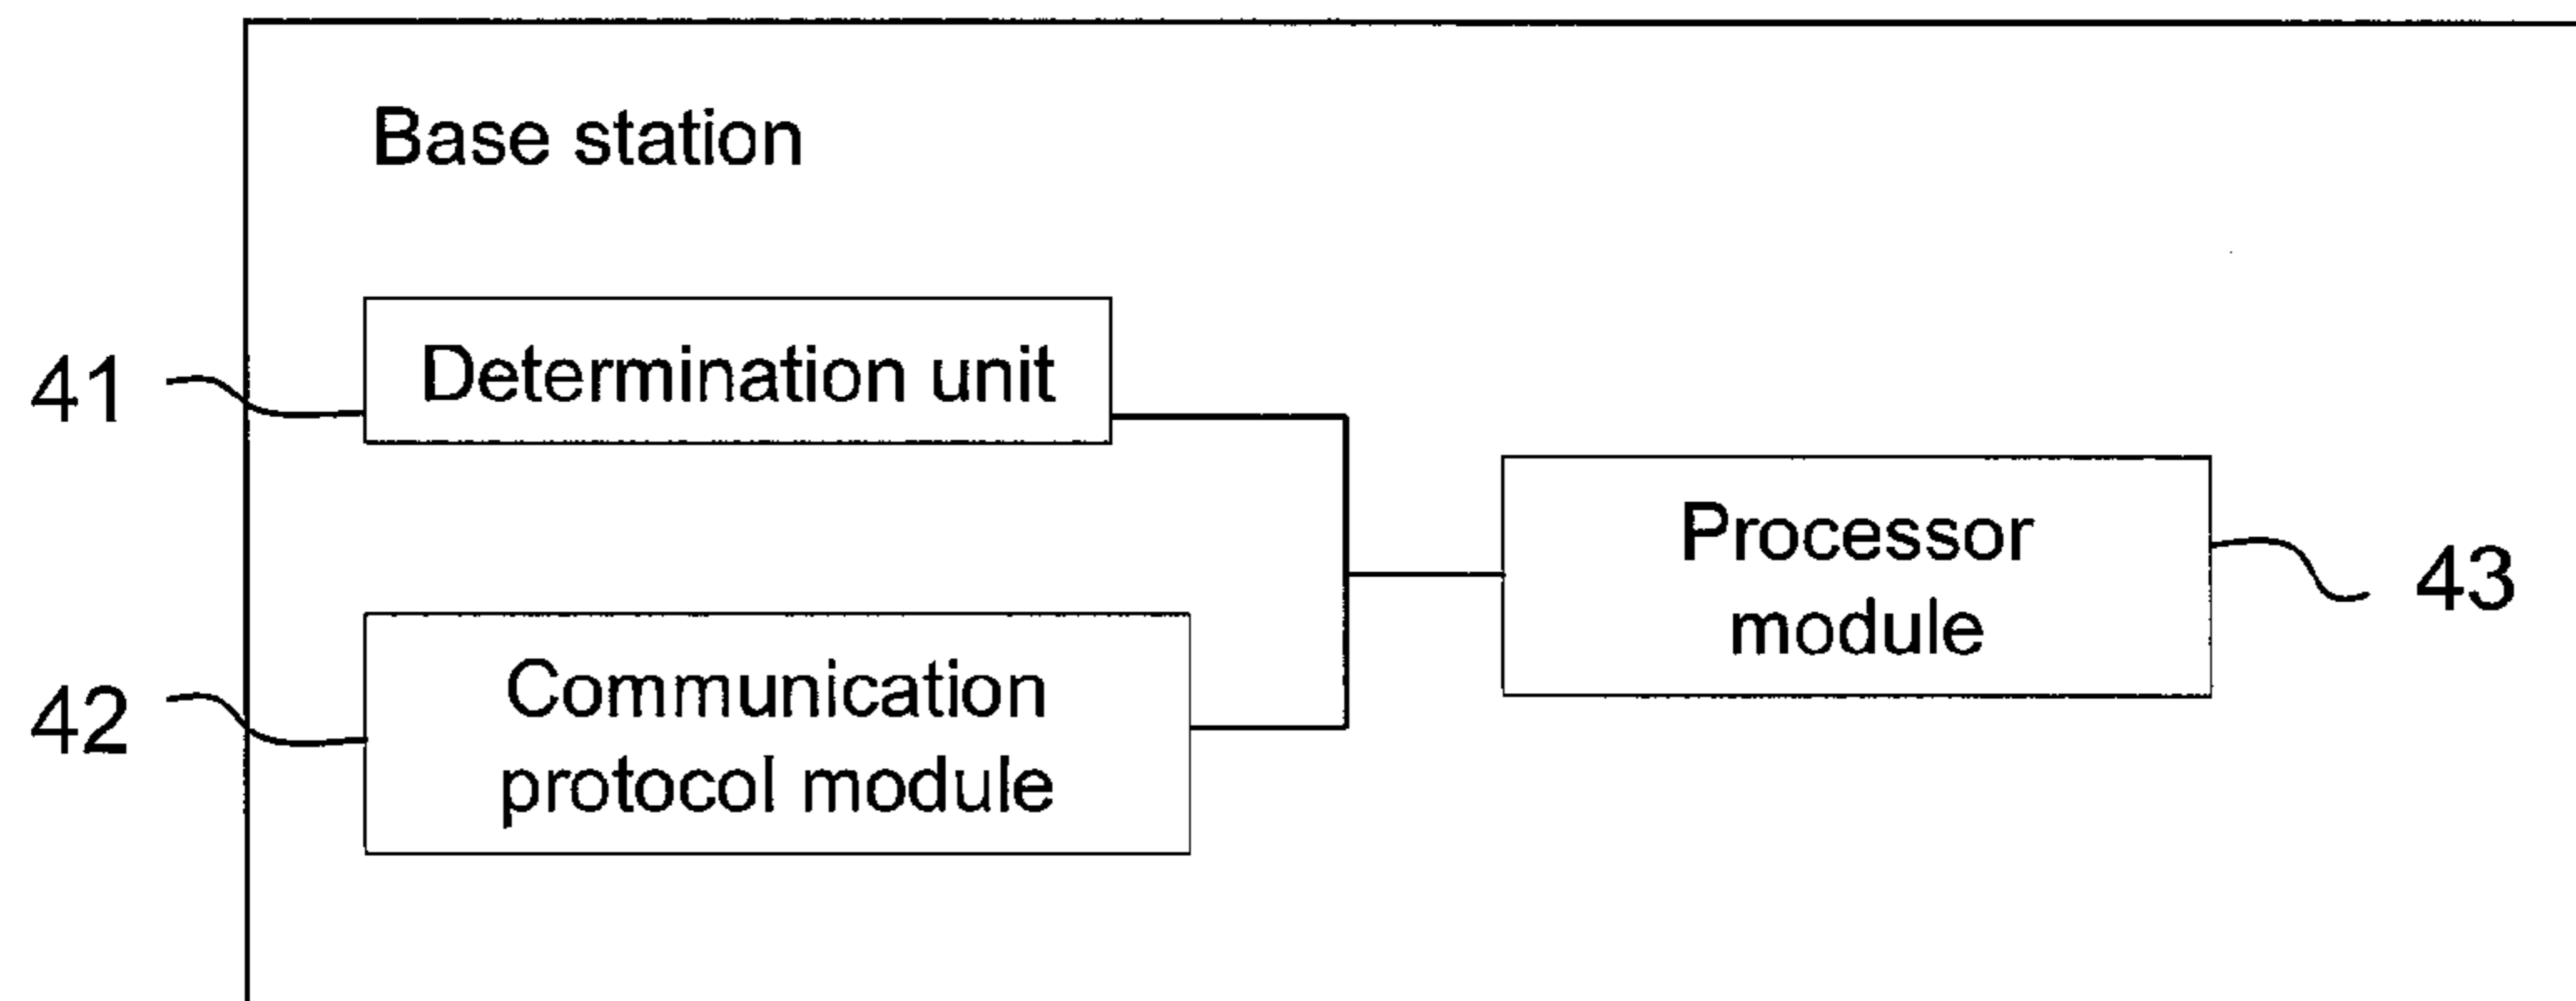 Base station
41
Determination unit
Processor
module
43
42
Communication
protocol module